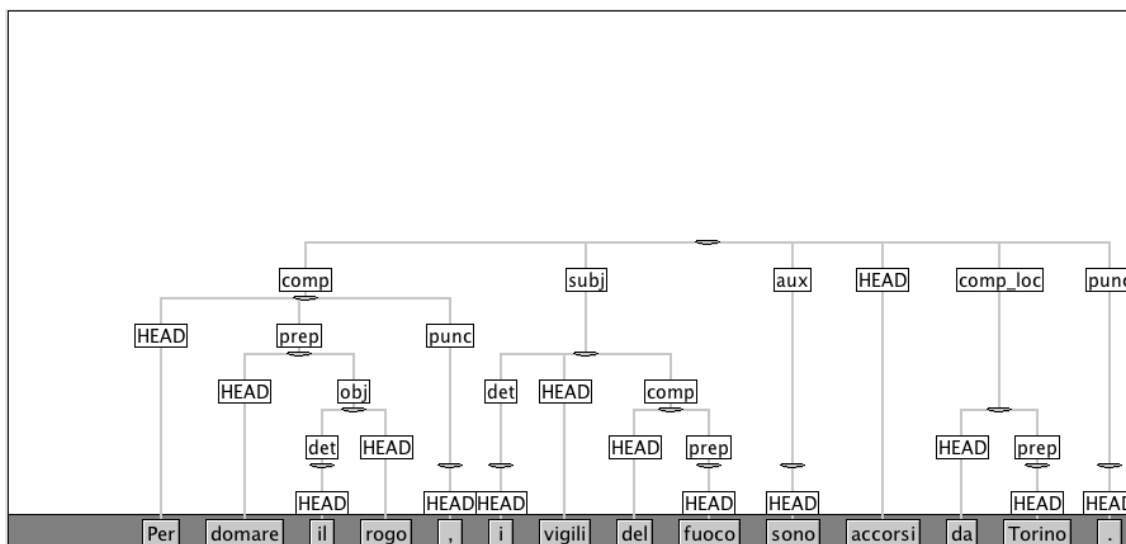 comp subj aux HEAD comp_loc punc
HEAD prep punc
HEAD obj det HEAD comp
det HEAD HEAD prep HEAD prep
HEAD HEAD HEAD HEAD HEAD HEAD HEAD
Per domare il rogo , i vigili del fuoco sono accorsi da Torino .